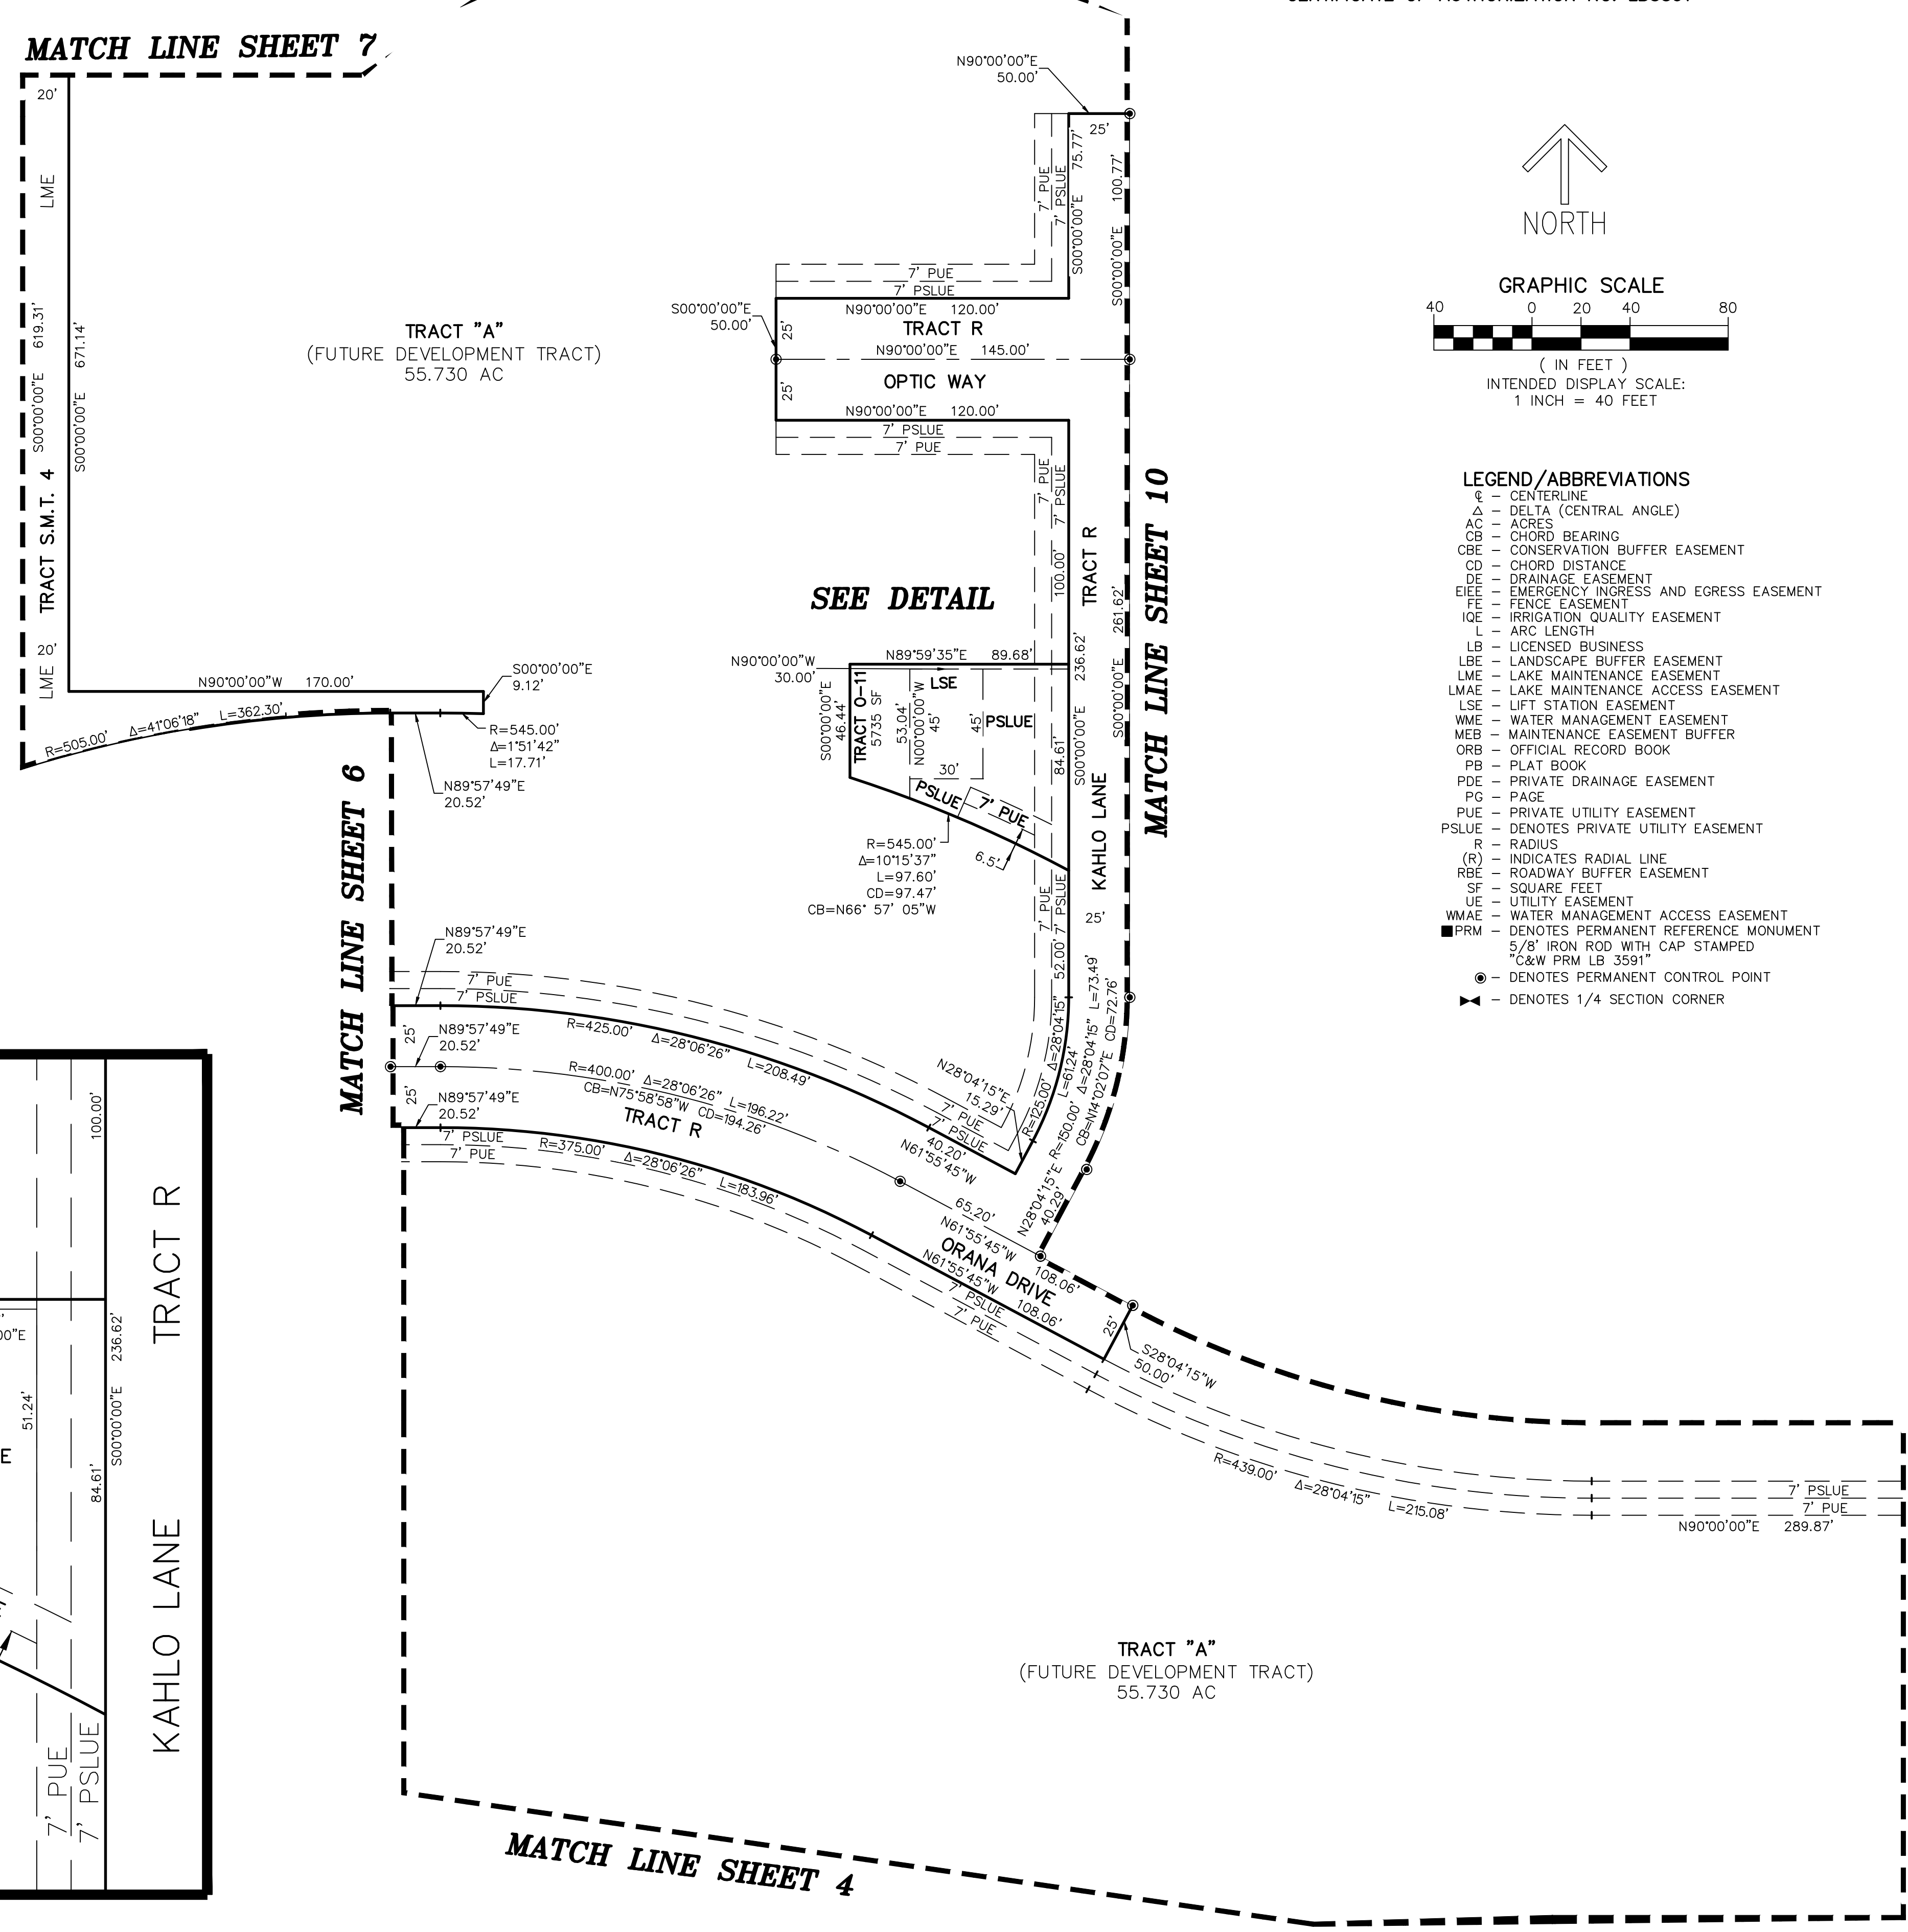 MATCH LINE SHEET 7
20'
LME
S00°00'00"E 619.31'
S00°00'00"E 671.14'
TRACT S.M.T. 4
20'
LME
N90°00'00"W 170.00'
S00°00'00"E
9.12'
R=505.00' Δ=41°06'18" L=362.30'
R=545.00'
Δ=1°51'42"
L=17.71'
N89°57'49"E
20.52'
MATCH LINE SHEET 6
TRACT "A"
(FUTURE DEVELOPMENT TRACT)
55.730 AC
N90°00'00"E
50.00'
25'
75.77'
S00°00'00"E
100.77'
S00°00'00"E
7' PUE
7' PSLUE
7' PUE
7' PSLUE
S00°00'00"E
50.00'
25'
N90°00'00"E 120.00'
TRACT R
N90°00'00"E 145.00'
OPTIC WAY
25'
N90°00'00"E 120.00'
7' PSLUE
7' PUE
7' PUE
7' PSLUE
100.00'
TRACT R
MATCH LINE SHEET 10
261.62'
S00°00'00"E
236.62'
S00°00'00"E
SEE DETAIL
N90°00'00"W
30.00'
N89°59'35"E 89.68'
LSE
S00°00'00"E
46.44'
TRACT O-11
5735 SF
53.04'
N00°00'00"W
45'
45'
PSLUE
84.61'
30'
PSLUE
7' PUE
6.5'
KAHLO LANE
R=545.00'
Δ=10°15'37"
L=97.60'
CD=97.47'
CB=N66° 57' 05"W
7' PUE
7' PSLUE
52.00'
25'
N89°57'49"E
20.52'
7' PUE
7' PSLUE
25'
N89°57'49"E
20.52'
R=425.00' Δ=28°06'26" L=208.49'
R=400.00' Δ=28°06'26" L=196.22'
CB=N75°58'58"W CD=194.26'
25'
N89°57'49"E
20.52'
TRACT R
7' PSLUE
7' PUE
R=375.00' Δ=28°06'26" L=183.96'
N28°04'15"E
15.29'
7' PUE
7' PSLUE
40.20'
N61°55'45"W
R=125.00' Δ=28°04'15"
L=61.24'
R=150.00' Δ=28°04'15" L=73.49'
CB=N14°02'07"E CD=72.76'
N28°04'15"E
40.29'
65.20'
N61°55'45"W
ORANA DRIVE
108.06'
N61°55'45"W 108.06'
7' PSLUE
7' PUE
25'
S28°04'15"W
50.00'
R=439.00' Δ=28°04'15" L=215.08'
7' PSLUE
7' PUE
N90°00'00"E 289.87'
TRACT "A"
(FUTURE DEVELOPMENT TRACT)
55.730 AC
MATCH LINE SHEET 4
NORTH
GRAPHIC SCALE
40 0 20 40 80
( IN FEET )
INTENDED DISPLAY SCALE:
1 INCH = 40 FEET
LEGEND/ABBREVIATIONS
℄ – CENTERLINE
Δ – DELTA (CENTRAL ANGLE)
AC – ACRES
CB – CHORD BEARING
CBE – CONSERVATION BUFFER EASEMENT
CD – CHORD DISTANCE
DE – DRAINAGE EASEMENT
EIEE – EMERGENCY INGRESS AND EGRESS EASEMENT
FE – FENCE EASEMENT
IQE – IRRIGATION QUALITY EASEMENT
L – ARC LENGTH
LB – LICENSED BUSINESS
LBE – LANDSCAPE BUFFER EASEMENT
LME – LAKE MAINTENANCE EASEMENT
LMAE – LAKE MAINTENANCE ACCESS EASEMENT
LSE – LIFT STATION EASEMENT
WME – WATER MANAGEMENT EASEMENT
MEB – MAINTENANCE EASEMENT BUFFER
ORB – OFFICIAL RECORD BOOK
PB – PLAT BOOK
PDE – PRIVATE DRAINAGE EASEMENT
PG – PAGE
PUE – PRIVATE UTILITY EASEMENT
PSLUE – DENOTES PRIVATE UTILITY EASEMENT
R – RADIUS
(R) – INDICATES RADIAL LINE
RBE – ROADWAY BUFFER EASEMENT
SF – SQUARE FEET
UE – UTILITY EASEMENT
WMAE – WATER MANAGEMENT ACCESS EASEMENT
PRM – DENOTES PERMANENT REFERENCE MONUMENT
5/8' IRON ROD WITH CAP STAMPED
"C&W PRM LB 3591"
– DENOTES PERMANENT CONTROL POINT
– DENOTES 1/4 SECTION CORNER
100.00'
TRACT R
236.62'
S00°00'00"E
51.24'
84.61'
KAHLO LANE
7' PUE
7' PSLUE